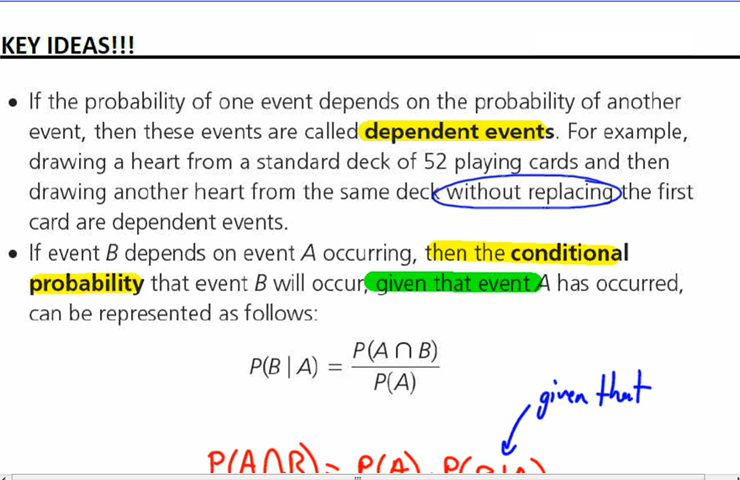 KEY IDEAS!!!
• If the probability of one event depends on the probability of another
event, then these events are called dependent events. For example,
drawing a heart from a standard deck of 52 playing cards and then
drawing another heart from the same deck without replacing the first
card are dependent events.
• If event B depends on event A occurring, then the conditional
probability that event B will occur, given that event A has occurred,
can be represented as follows:
P(B | A) = P(A ∩ B) / P(A)
given that
P(A∩B) = P(A) · P(B|A)